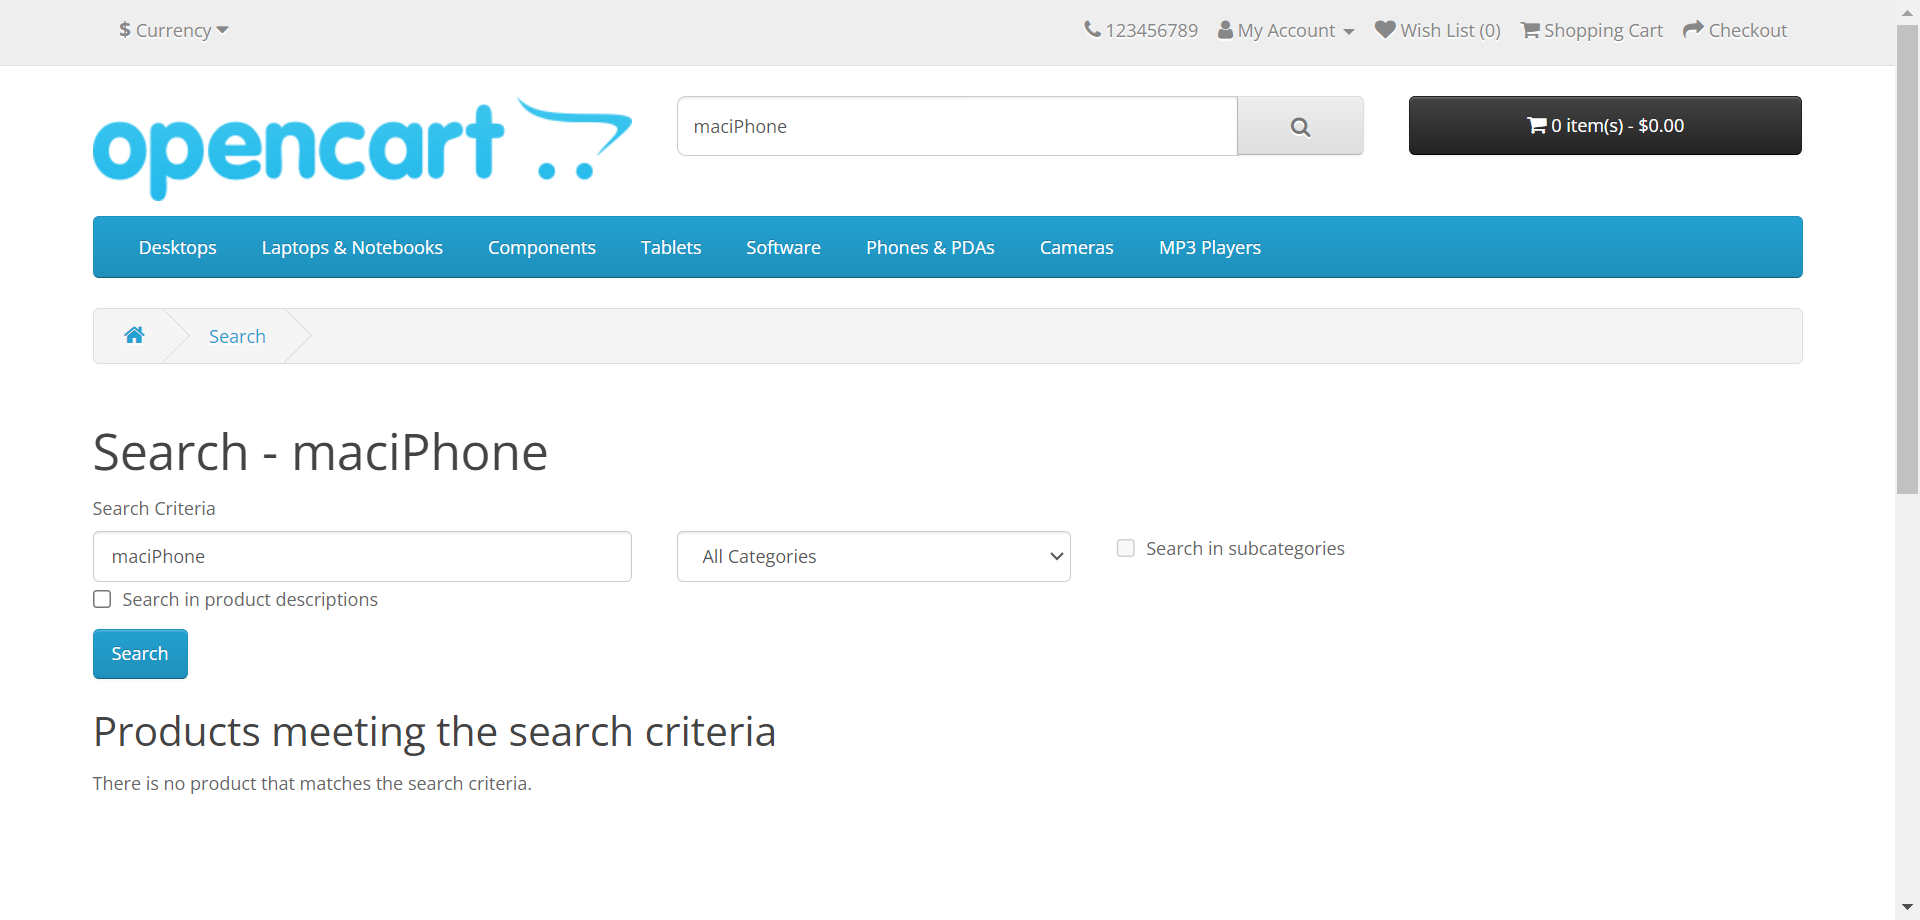 $ Currency
123456789 My Account Wish List (0) Shopping Cart Checkout
opencart
maciPhone
0 item(s) - $0.00
Desktops Laptops & Notebooks Components Tablets Software Phones & PDAs Cameras MP3 Players
Search
Search - maciPhone
Search Criteria
maciPhone
All Categories
Search in subcategories
Search in product descriptions
Search
Products meeting the search criteria
There is no product that matches the search criteria.